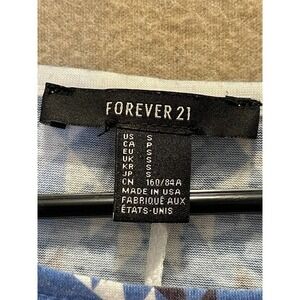 FOREVER 21
US S
CA P
EU S
UK S
KR S
JP S
CN 160/84A
MADE IN USA
FABRIQUÉ AUX
ÉTATS-UNIS